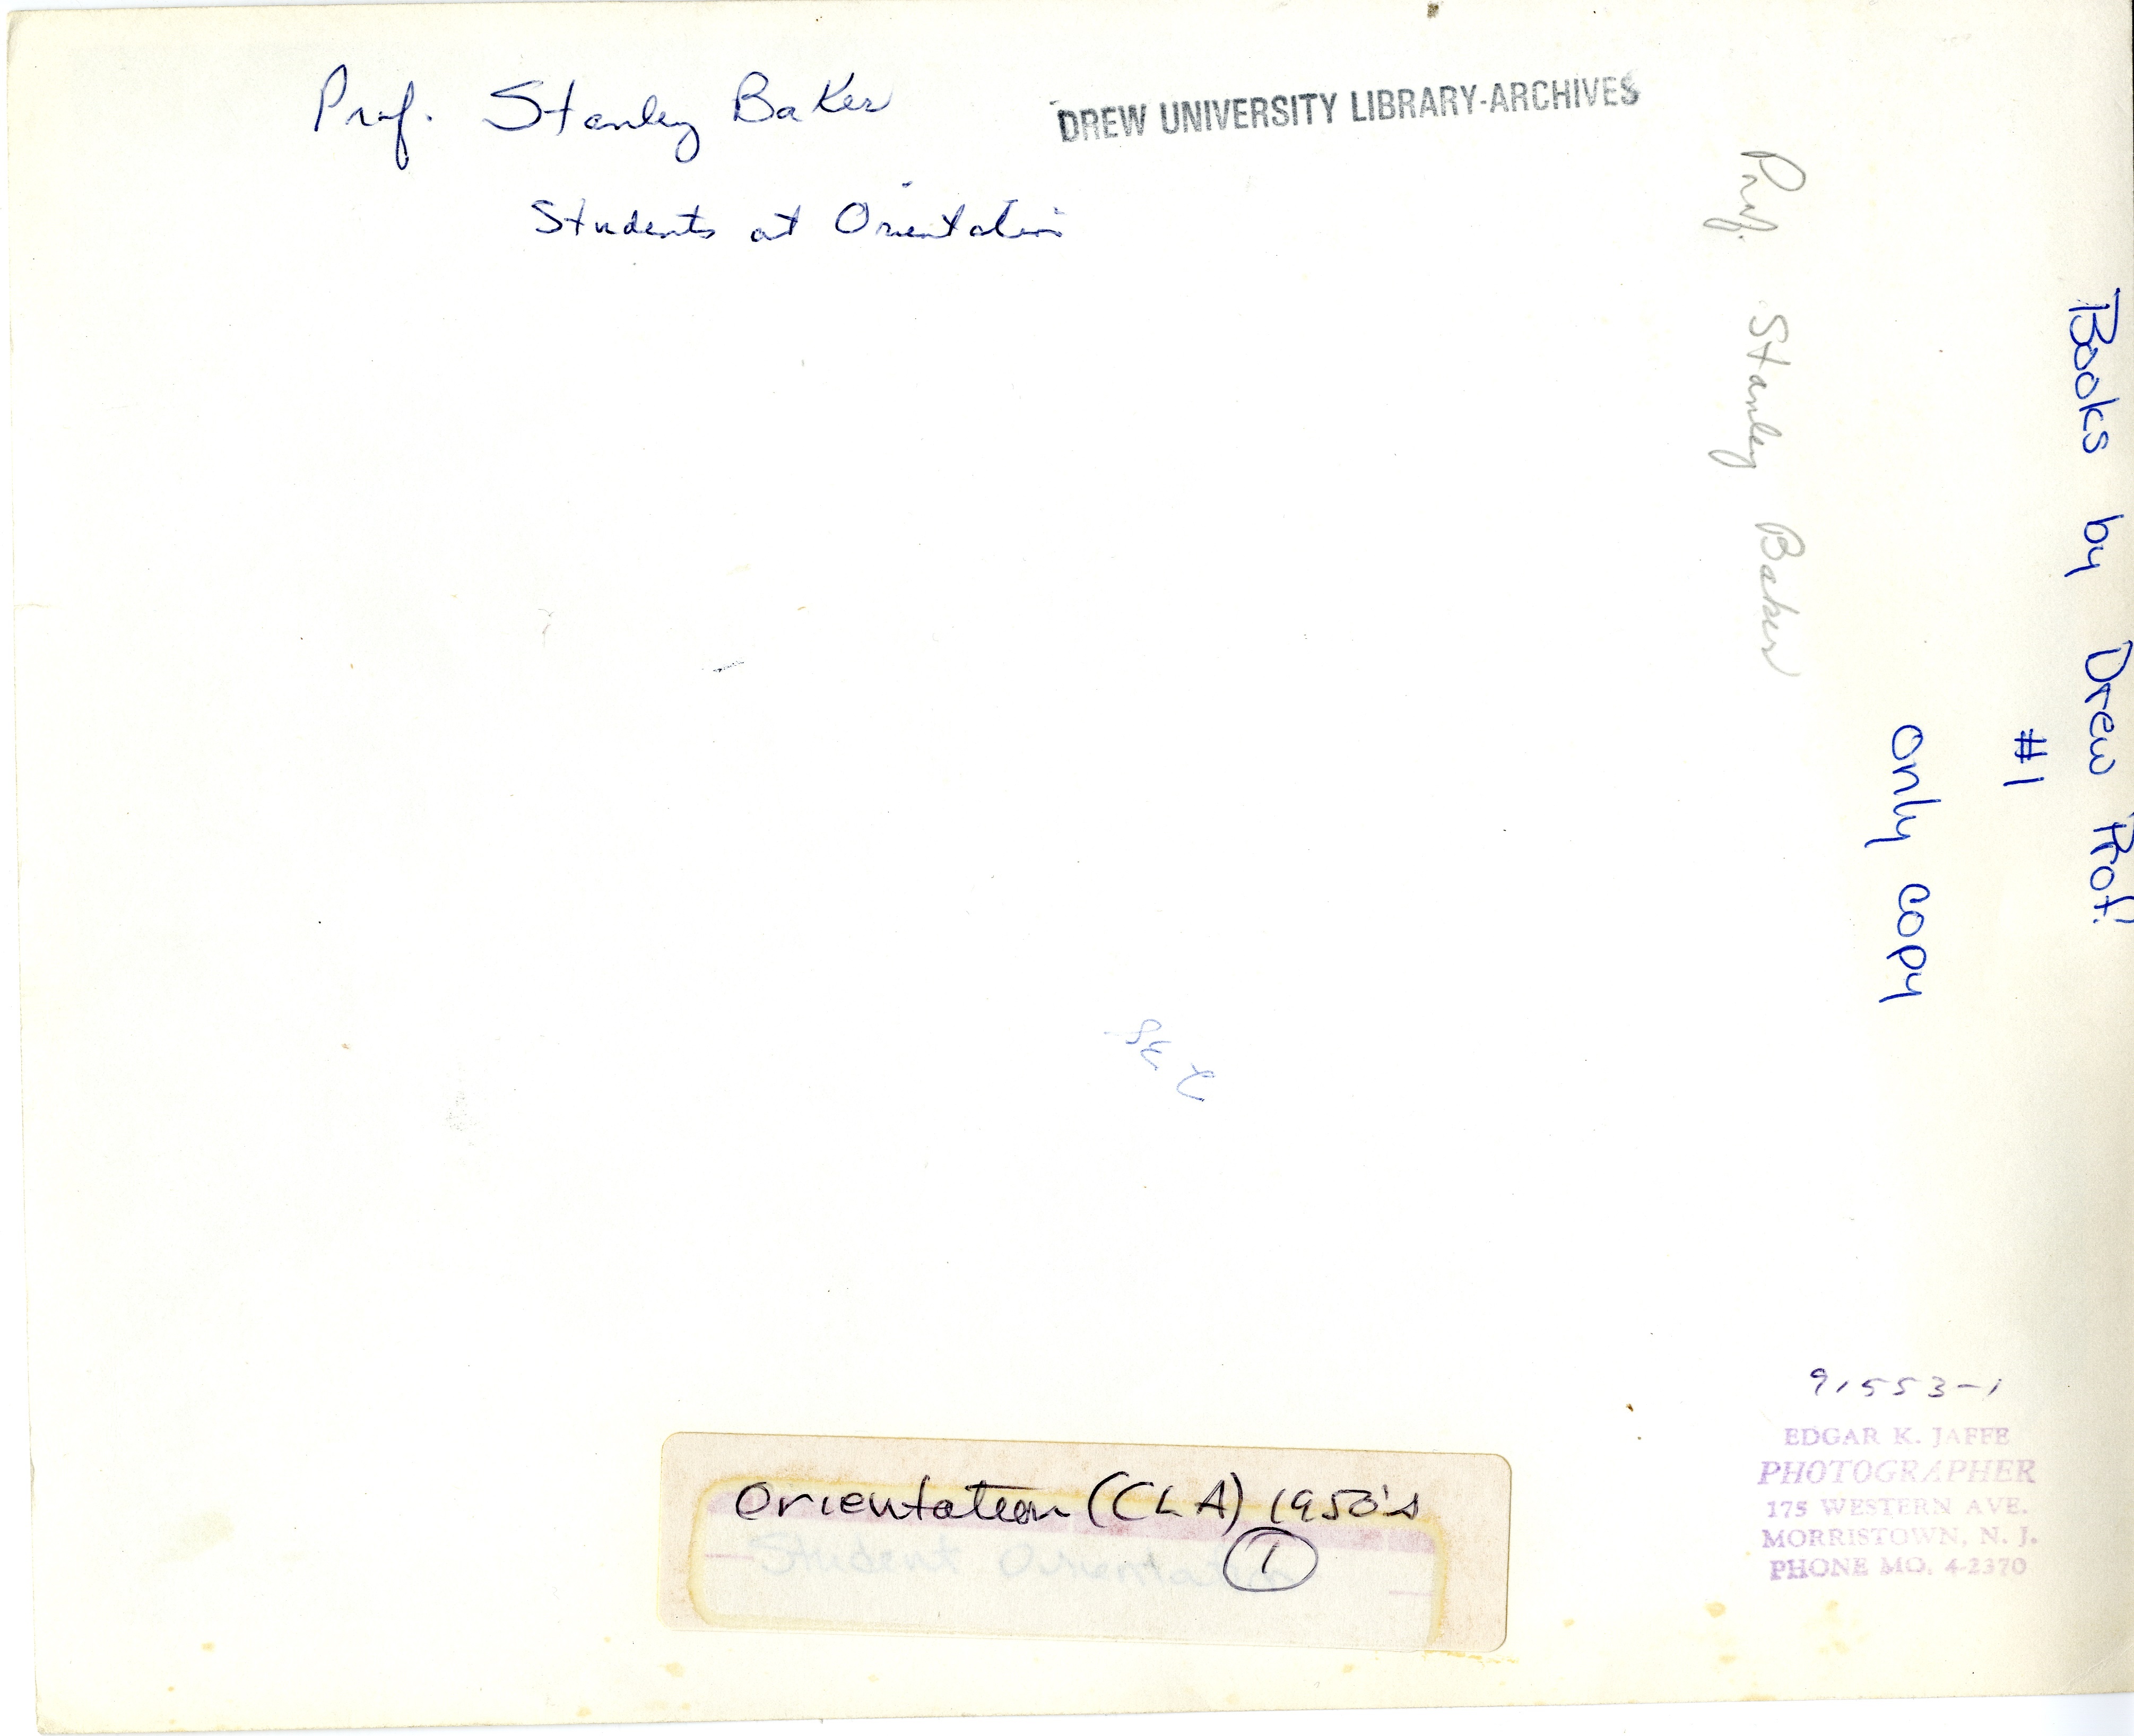 Prof. Stanley Baker
DREW UNIVERSITY LIBRARY-ARCHIVES
Students at Orientation
Prof. Stanley Baker
Books by Drew Prof.
#1
only copy
91553-1
EDGAR K. JAFFE
PHOTOGRAPHER
175 WESTERN AVE.
MORRISTOWN, N. J.
PHONE MO. 4-2370
Orientation (CLA) 1950's
1
Student Orientation